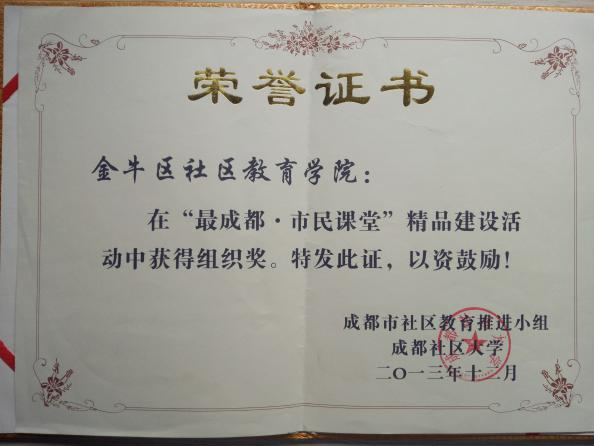 荣誉证书
金牛区社区教育学院：
在“最成都·市民课堂”精品建设活
动中获得组织奖。特发此证，以资鼓励！
成都市社区教育推进小组
成都社区大学
二〇一三年十二月